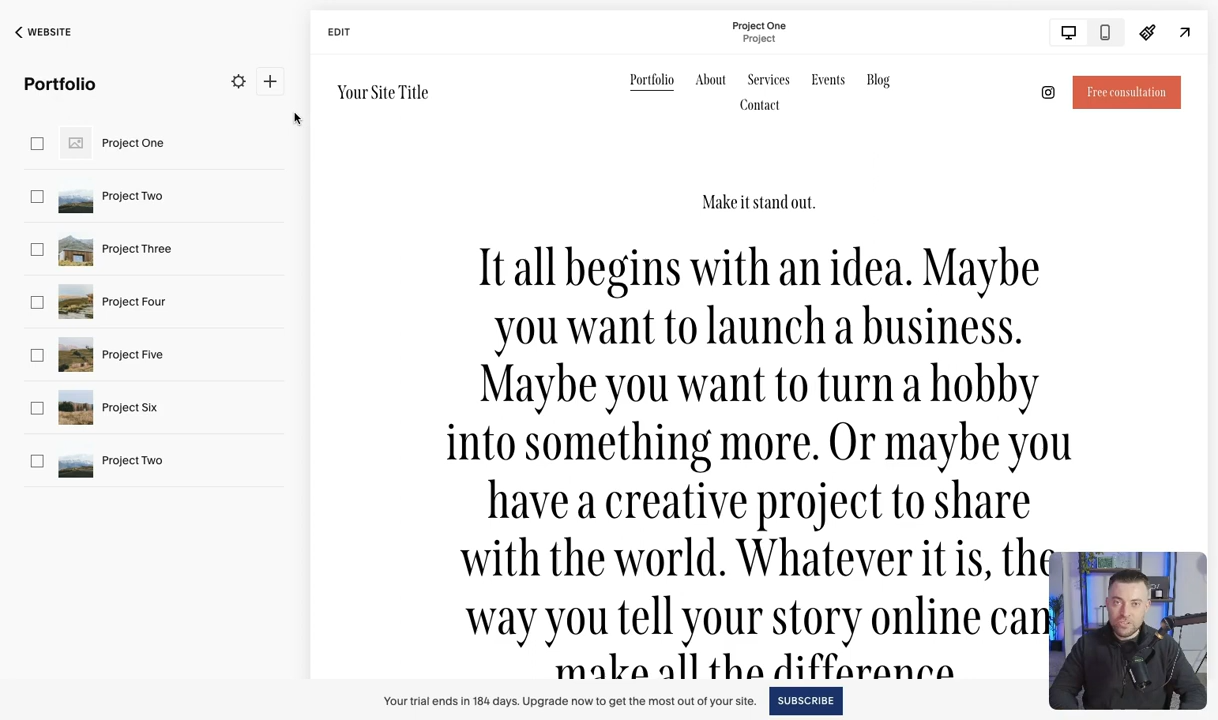 WEBSITE
Portfolio
Project One
Project Two
Project Three
Project Four
Project Five
Project Six
Project Two
EDIT
Project One
Project
Your Site Title
Portfolio About Services Events Blog
Contact
Free consultation
Make it stand out.
It all begins with an idea. Maybe
you want to launch a business.
Maybe you want to turn a hobby
into something more. Or maybe you
have a creative project to share
with the world. Whatever it is, the
way you tell your story online can
make all the difference.
Your trial ends in 184 days. Upgrade now to get the most out of your site.
SUBSCRIBE